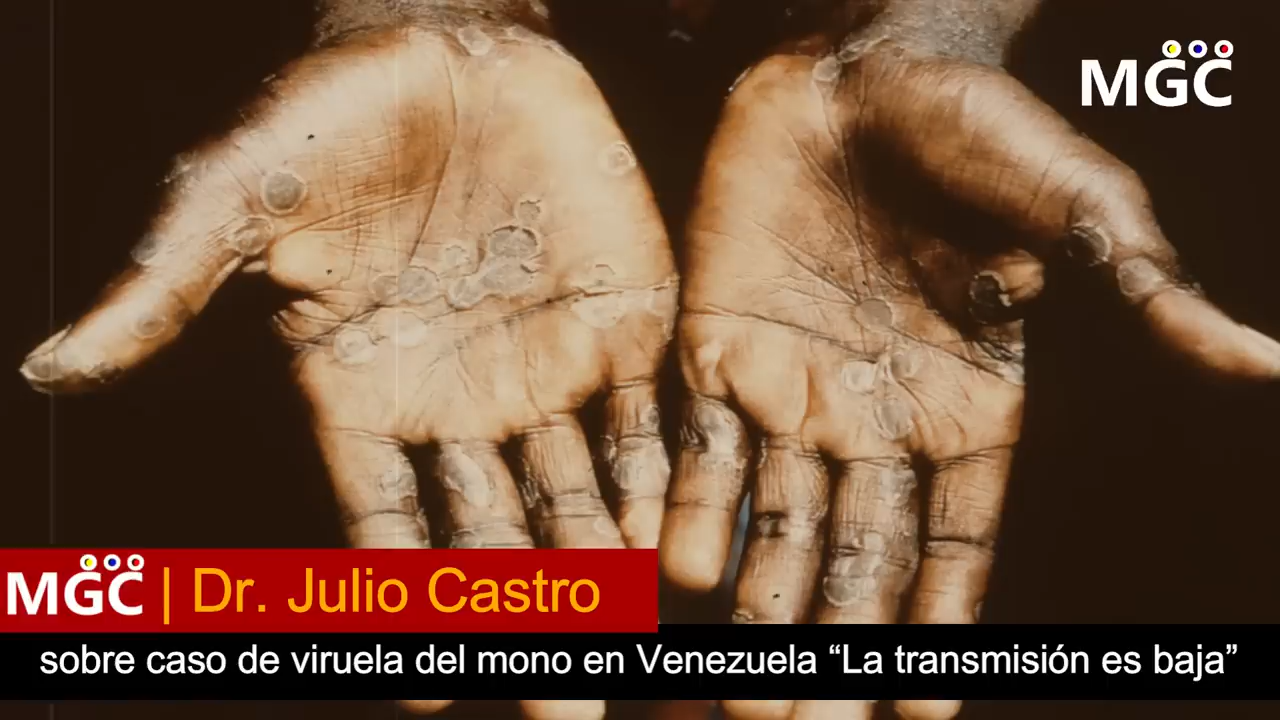 MGC
MGC | Dr. Julio Castro
sobre caso de viruela del mono en Venezuela “La transmisión es baja”